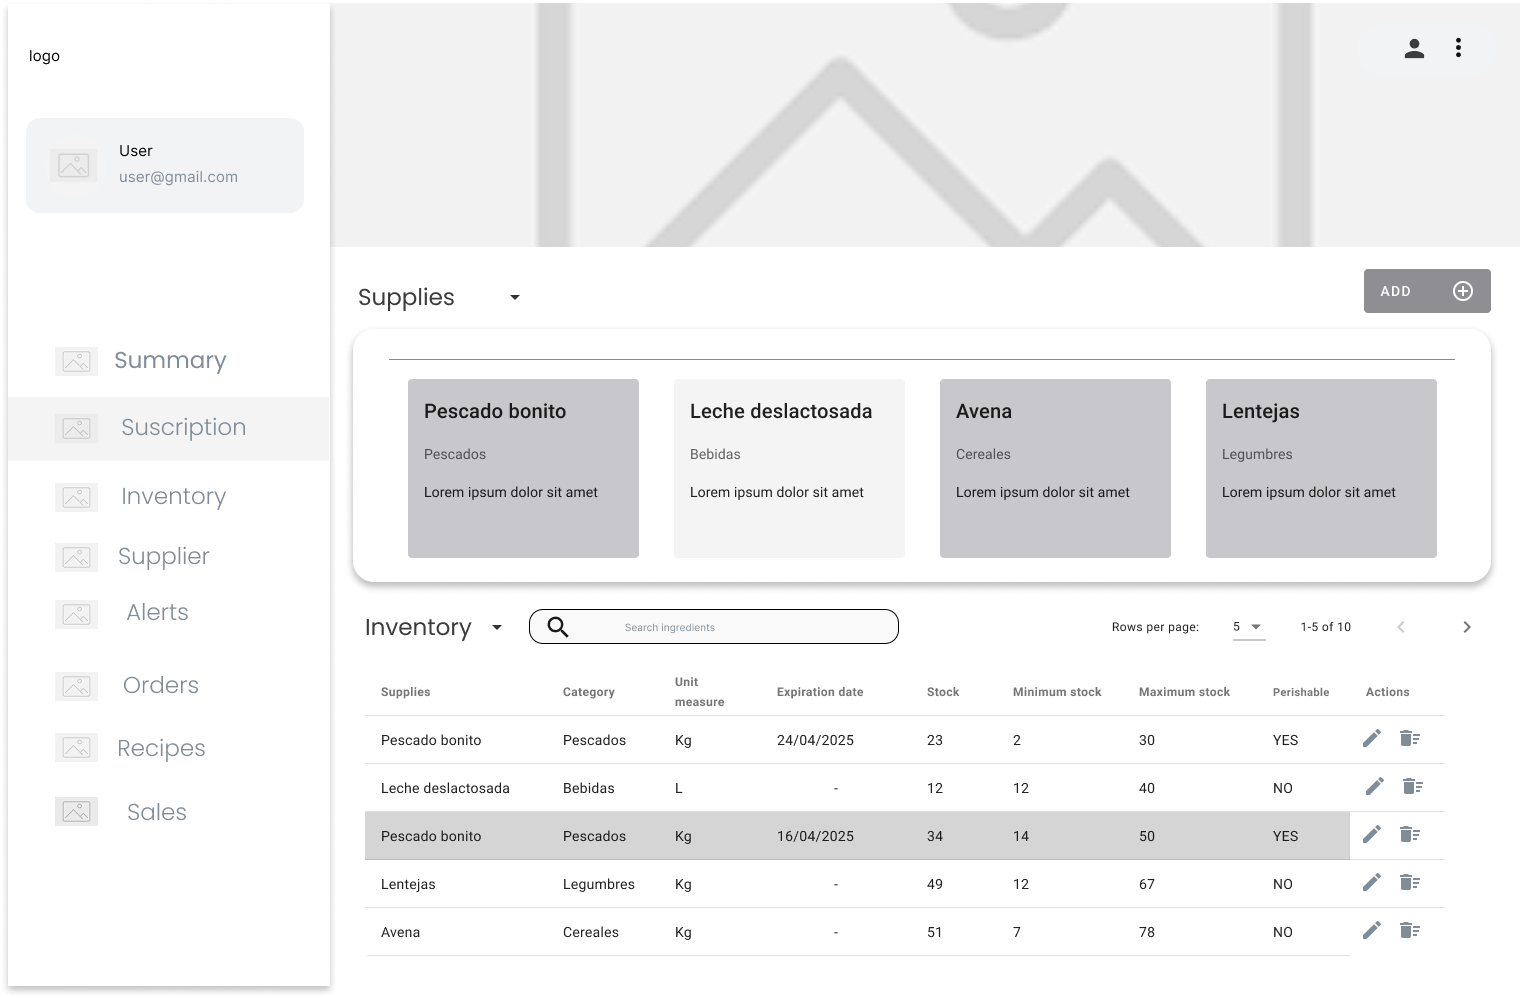 logo
User
user@gmail.com
Summary
Suscription
Inventory
Supplier
Alerts
Orders
Recipes
Sales
Supplies
ADD
Pescado bonito
Pescados
Lorem ipsum dolor sit amet
Leche deslactosada
Bebidas
Lorem ipsum dolor sit amet
Avena
Cereales
Lorem ipsum dolor sit amet
Lentejas
Legumbres
Lorem ipsum dolor sit amet
Inventory
Search ingredients
Rows per page: 5 1-5 of 10
Supplies Category Unit measure Expiration date Stock Minimum stock Maximum stock Perishable Actions
Pescado bonito Pescados Kg 24/04/2025 23 2 30 YES
Leche deslactosada Bebidas L - 12 12 40 NO
Pescado bonito Pescados Kg 16/04/2025 34 14 50 YES
Lentejas Legumbres Kg - 49 12 67 NO
Avena Cereales Kg - 51 7 78 NO